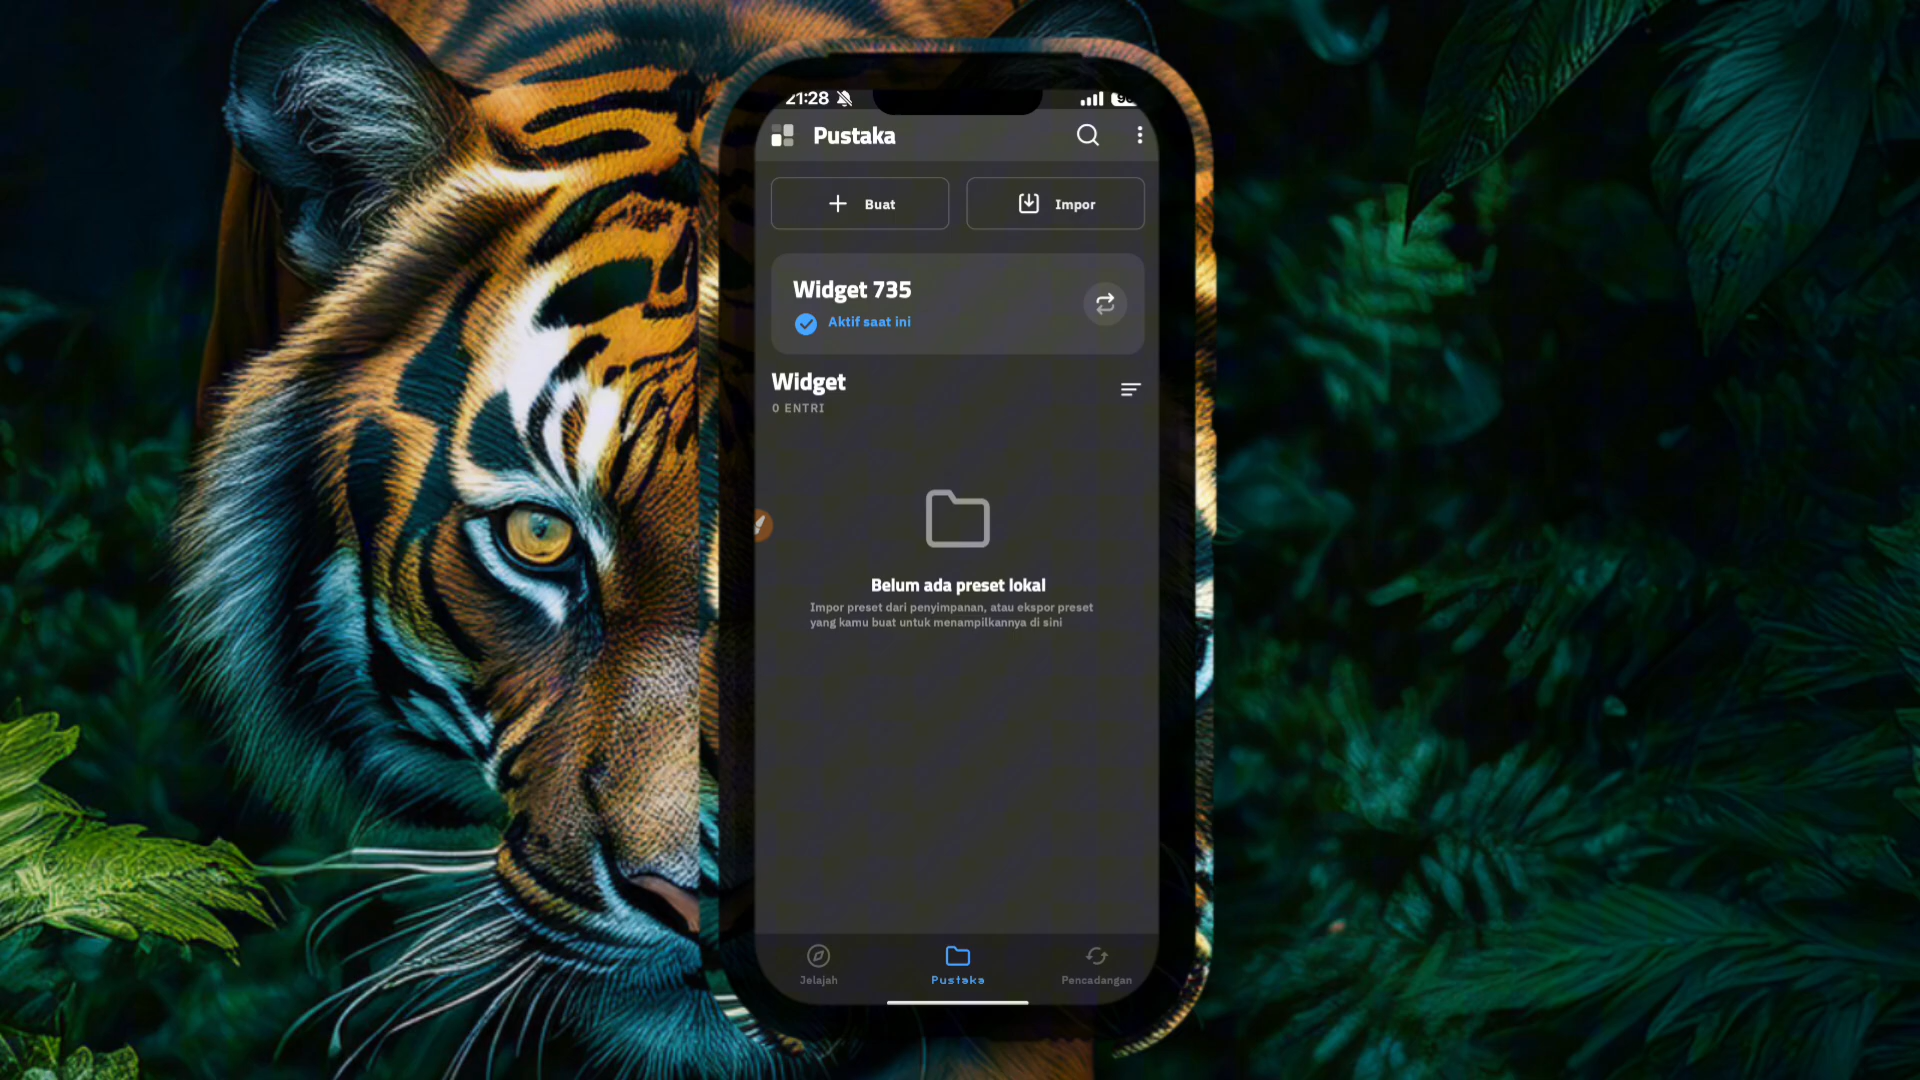 21:28
Pustaka
Buat
Impor
Widget 735
Aktif saat ini
Widget
0 ENTRI
Belum ada preset lokal
Impor preset dari penyimpanan, atau ekspor preset
yang kamu buat untuk menampilkannya di sini
Jelajah
Pustaka
Pencadangan